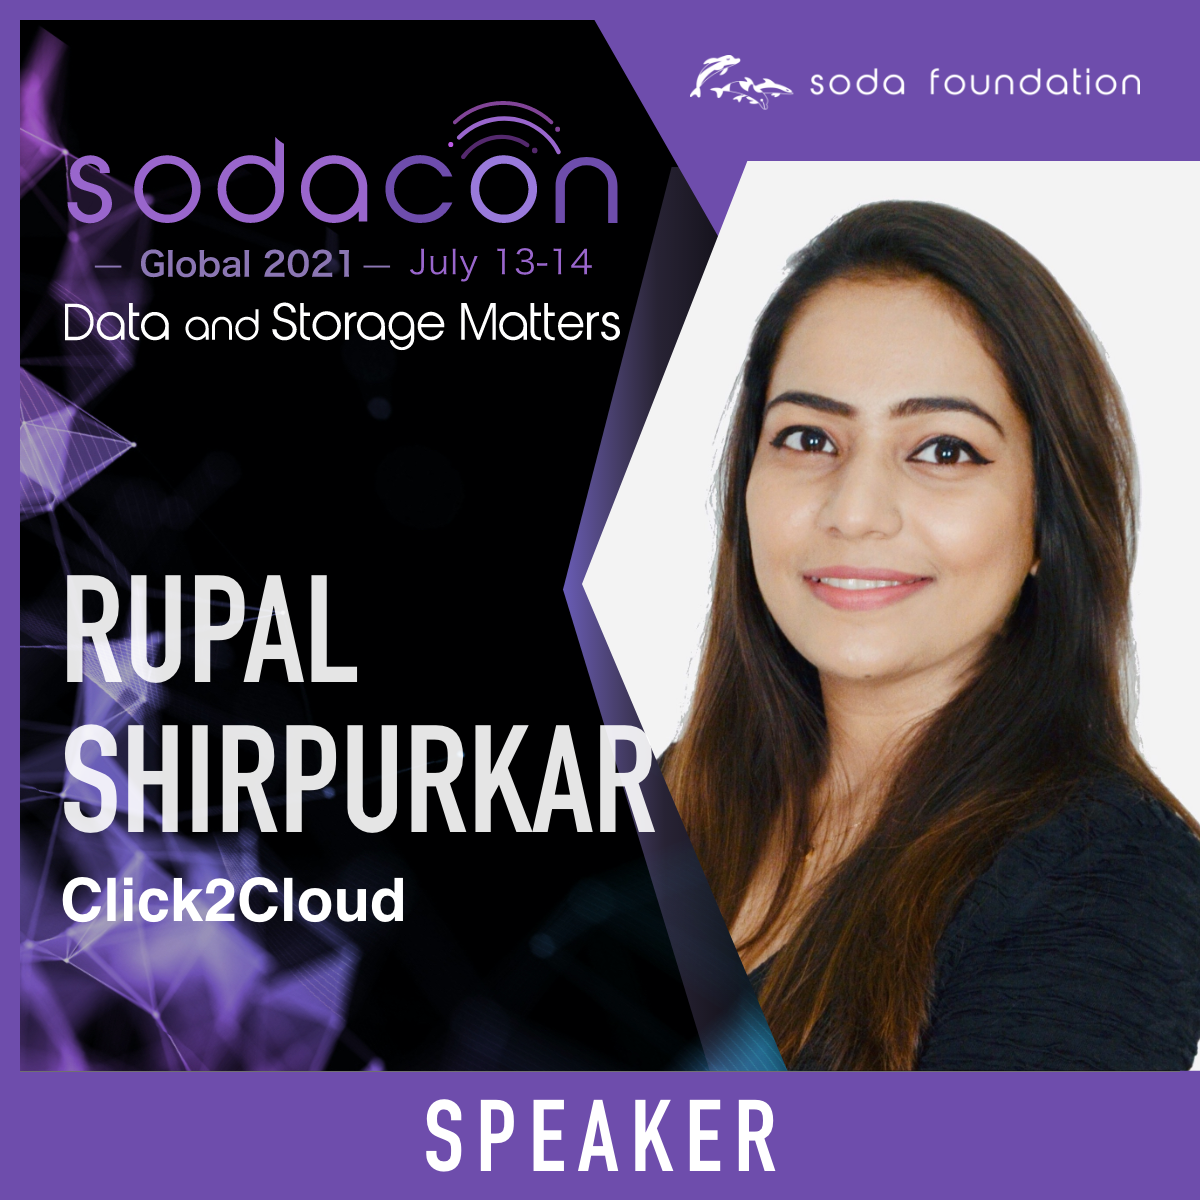 soda foundation
sodacon
— Global 2021 — July 13-14
Data and Storage Matters
RUPAL
SHIRPURKAR
Click2Cloud
SPEAKER